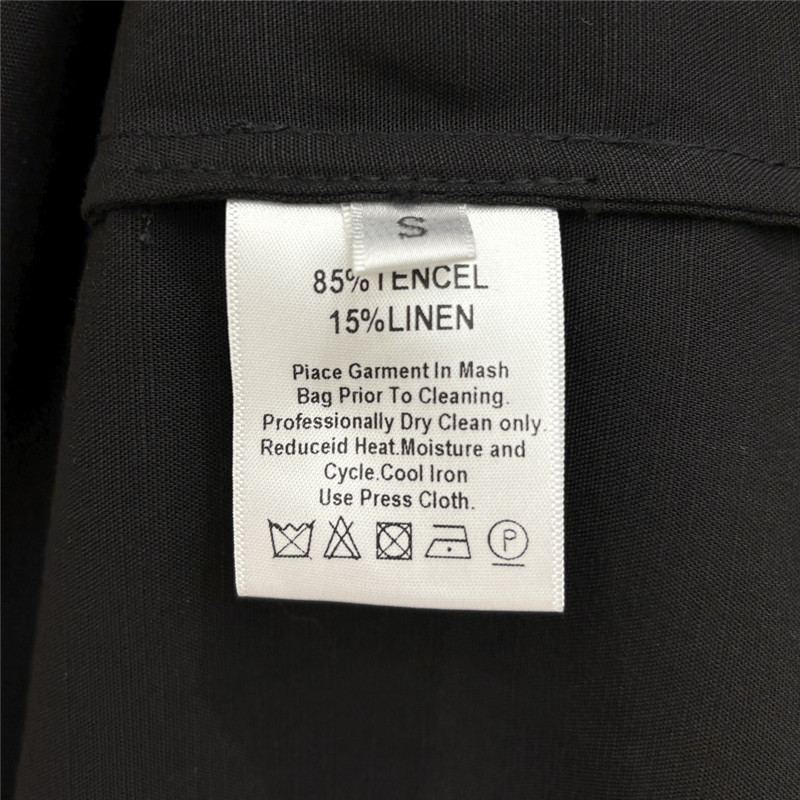 S
85%TENCEL
15%LINEN
Piace Garment In Mash
Bag Prior To Cleaning.
Professionally Dry Clean only.
Reduceid Heat.Moisture and
Cycle.Cool Iron
Use Press Cloth.
P